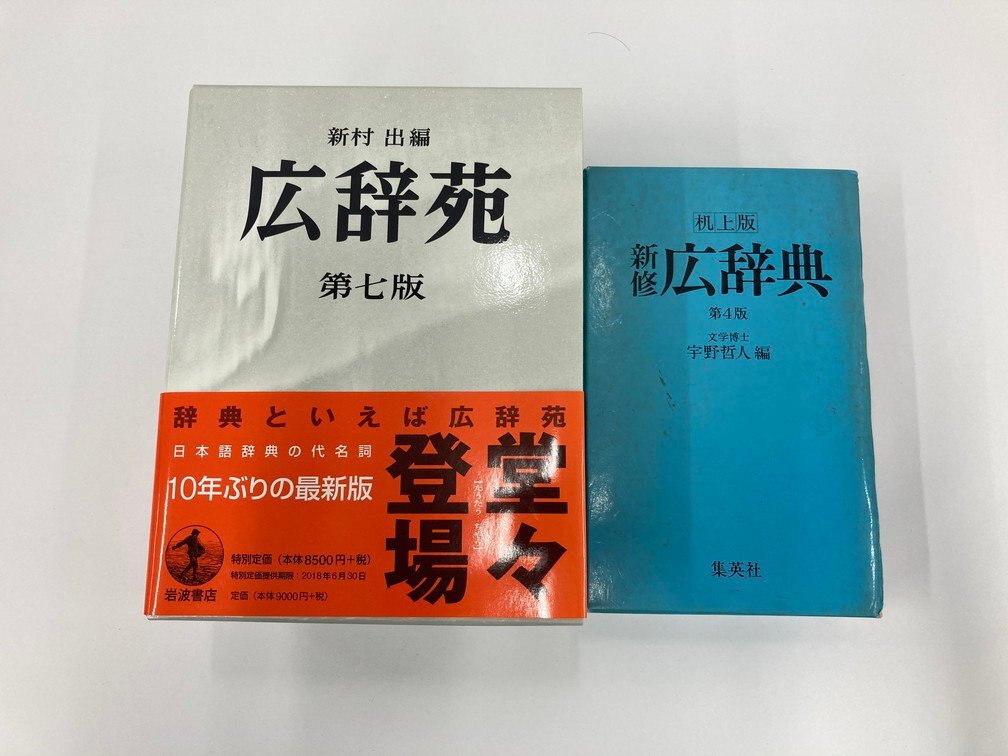 新村 出編
広辞苑
第七版
辞典といえば広辞苑
日本語辞典の代名詞
10年ぶりの最新版
堂々
登場
特別定価（本体8500円+税）
特別定価提供期限：2018年6月30日
定価（本体9000円+税）
岩波書店
机上版
新修
広辞典
第4版
文学博士
宇野哲人 編
集英社